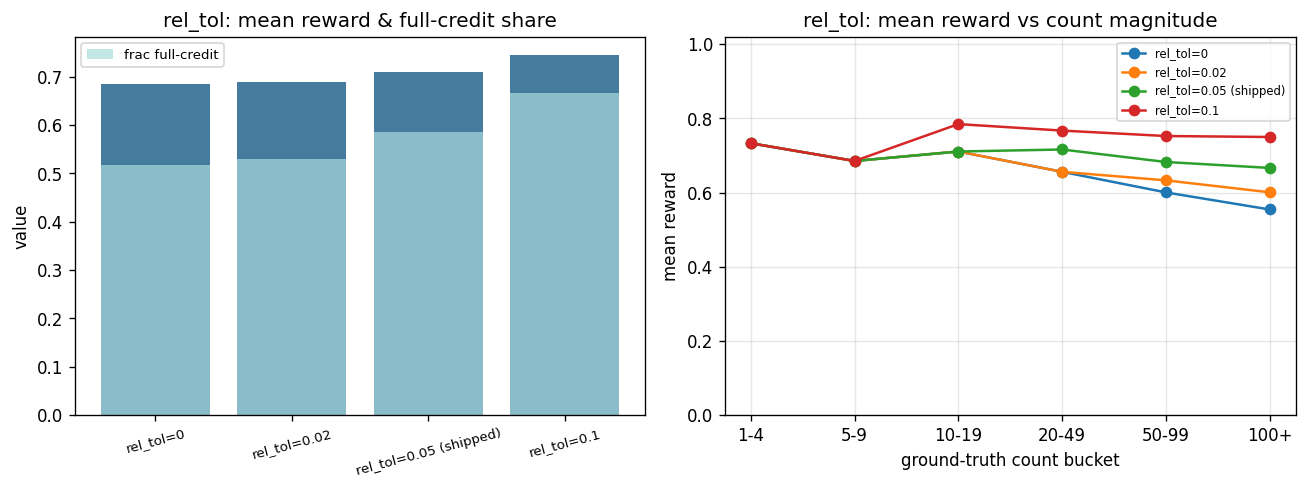 rel_tol: mean reward & full-credit share
value
0.7
0.6
0.5
0.4
0.3
0.2
0.1
0.0
frac full-credit
rel_tol=0
rel_tol=0.02
rel_tol=0.05 (shipped)
rel_tol=0.1
rel_tol: mean reward vs count magnitude
mean reward
1.0
0.8
0.6
0.4
0.2
0.0
rel_tol=0
rel_tol=0.02
rel_tol=0.05 (shipped)
rel_tol=0.1
1-4
5-9
10-19
20-49
50-99
100+
ground-truth count bucket